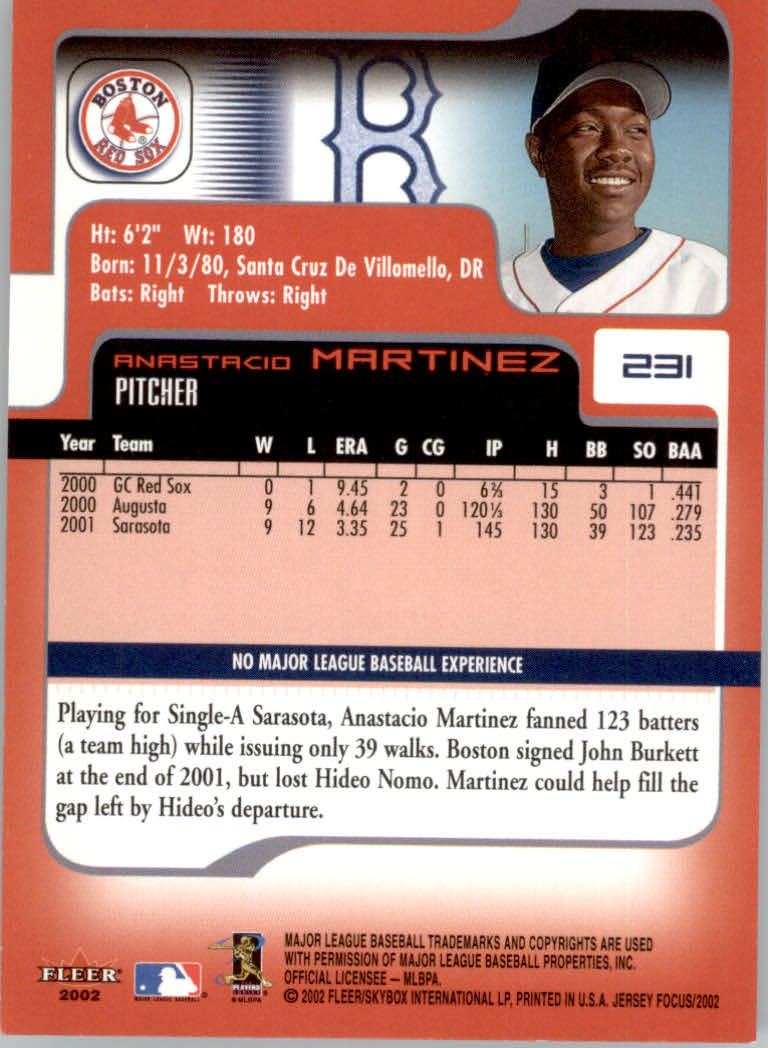 BOSTON
RED SOX
B
Ht: 6'2" Wt: 180
Born: 11/3/80, Santa Cruz De Villomello, DR
Bats: Right Throws: Right
ANASTACIO MARTINEZ
231
PITCHER
Year Team W L ERA G CG IP H BB SO BAA
2000 GC Red Sox 0 1 9.45 2 0 6⅔ 15 3 1 .441
2000 Augusta 9 6 4.64 23 0 120⅓ 130 50 107 .279
2001 Sarasota 9 12 3.35 25 1 145 130 39 123 .235
NO MAJOR LEAGUE BASEBALL EXPERIENCE
Playing for Single-A Sarasota, Anastacio Martinez fanned 123 batters
(a team high) while issuing only 39 walks. Boston signed John Burkett
at the end of 2001, but lost Hideo Nomo. Martinez could help fill the
gap left by Hideo's departure.
FLEER
2002
MAJOR LEAGUE BASEBALL
PLAYERS
CHOICE
© MLBPA
MAJOR LEAGUE BASEBALL TRADEMARKS AND COPYRIGHTS ARE USED
WITH PERMISSION OF MAJOR LEAGUE BASEBALL PROPERTIES, INC.
OFFICIAL LICENSEE — MLBPA.
© 2002 FLEER/SKYBOX INTERNATIONAL LP, PRINTED IN U.S.A. JERSEY FOCUS/2002